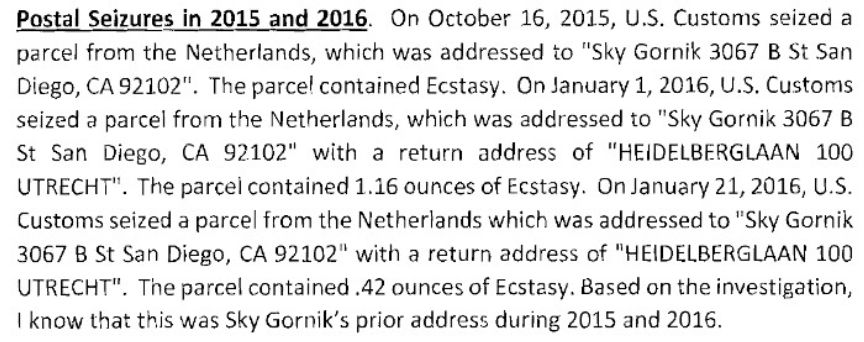 Postal Seizures in 2015 and 2016. On October 16, 2015, U.S. Customs seized a
parcel from the Netherlands, which was addressed to "Sky Gornik 3067 B St San
Diego, CA 92102". The parcel contained Ecstasy. On January 1, 2016, U.S. Customs
seized a parcel from the Netherlands, which was addressed to "Sky Gornik 3067 B
St San Diego, CA 92102" with a return address of "HEIDELBERGLAAN 100
UTRECHT". The parcel contained 1.16 ounces of Ecstasy. On January 21, 2016, U.S.
Customs seized a parcel from the Netherlands which was addressed to "Sky Gornik
3067 B St San Diego, CA 92102" with a return address of "HEIDELBERGLAAN 100
UTRECHT". The parcel contained .42 ounces of Ecstasy. Based on the investigation,
I know that this was Sky Gornik's prior address during 2015 and 2016.